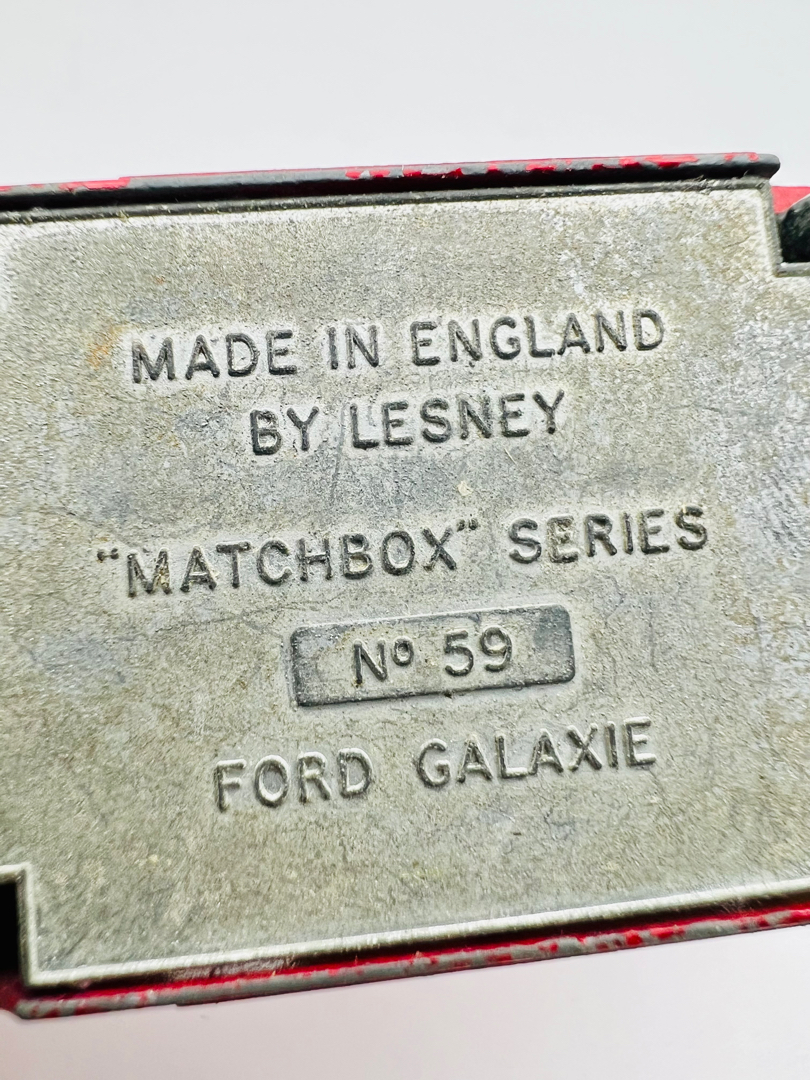 MADE IN ENGLAND
BY LESNEY
"MATCHBOX" SERIES
Nº 59
FORD GALAXIE